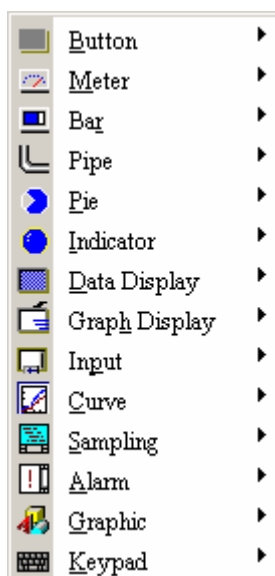 Button
Meter
Bar
Pipe
Pie
Indicator
Data Display
Graph Display
Input
Curve
Sampling
Alarm
Graphic
Keypad